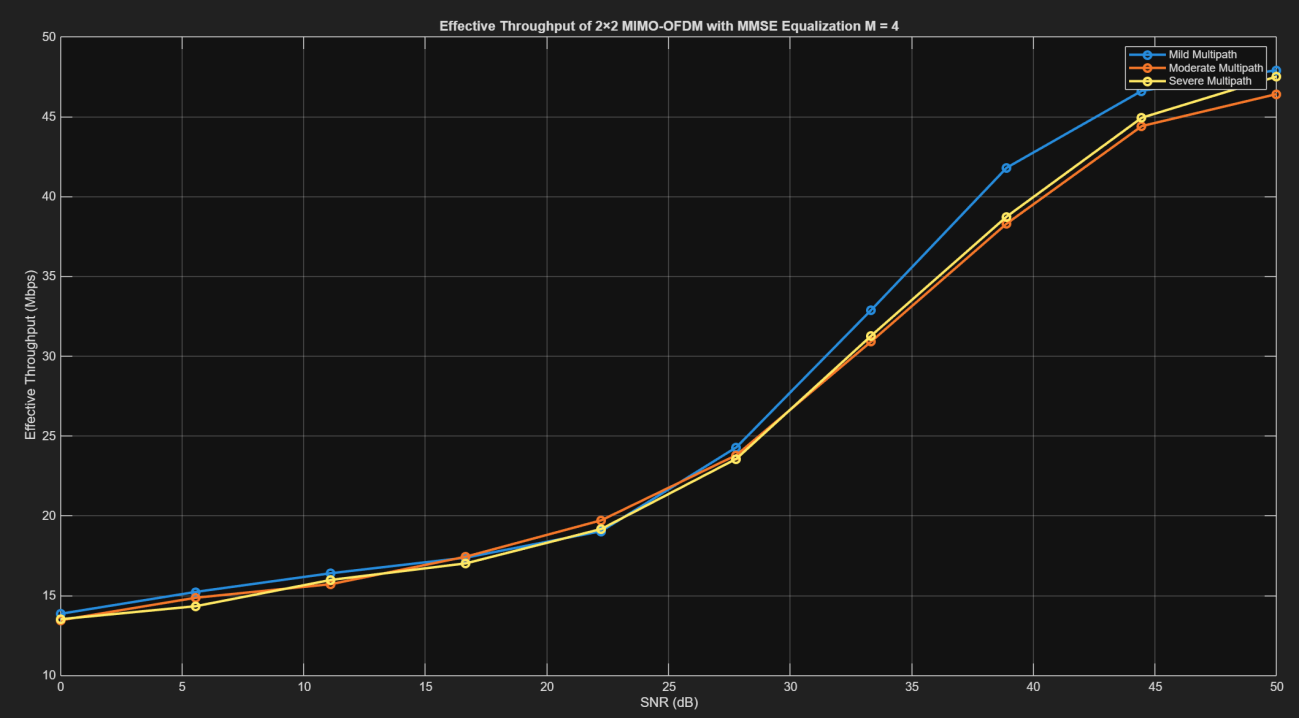 Effective Throughput of 2×2 MIMO-OFDM with MMSE Equalization M = 4
Mild Multipath
Moderate Multipath
Severe Multipath
Effective Throughput (Mbps)
50
45
40
35
30
25
20
15
10
0 5 10 15 20 25 30 35 40 45 50
SNR (dB)